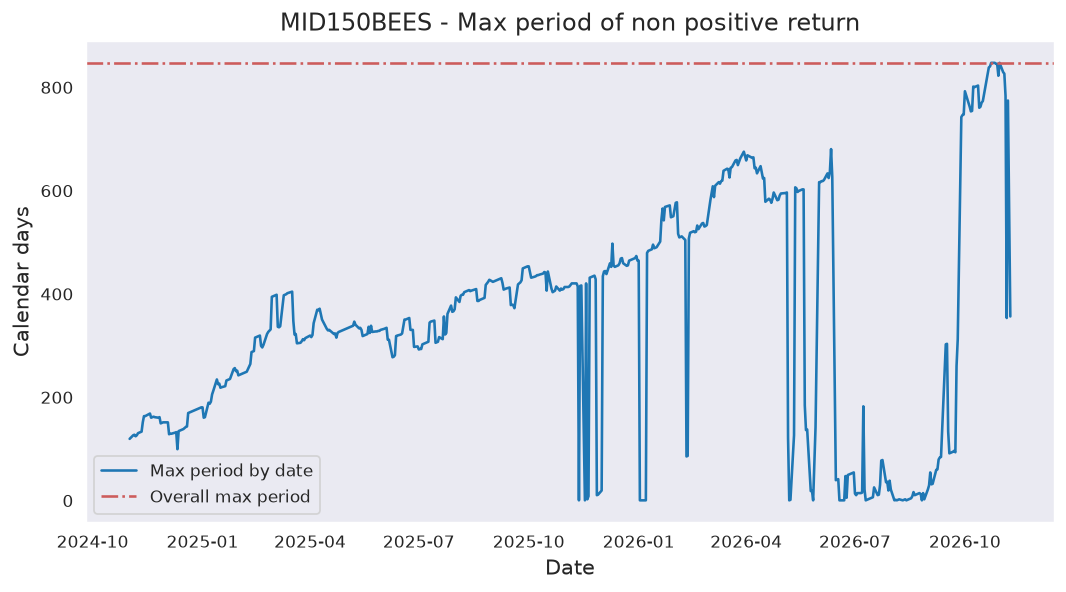 MID150BEES - Max period of non positive return
Calendar days
800
600
400
200
0
Max period by date
Overall max period
2024-10 2025-01 2025-04 2025-07 2025-10 2026-01 2026-04 2026-07 2026-10
Date